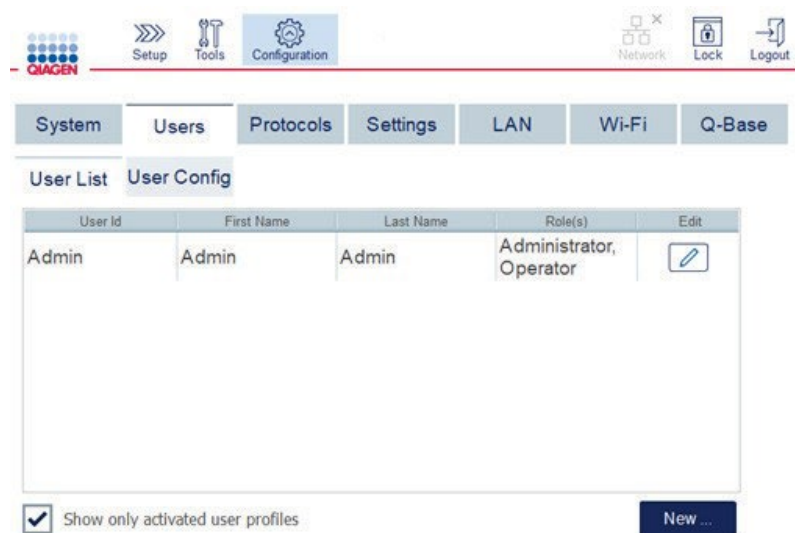 QIAGEN
Setup Tools Configuration Network Lock Logout
System Users Protocols Settings LAN Wi-Fi Q-Base
User List User Config
User Id First Name Last Name Role(s) Edit
Admin Admin Admin Administrator,
Operator
Show only activated user profiles New ...